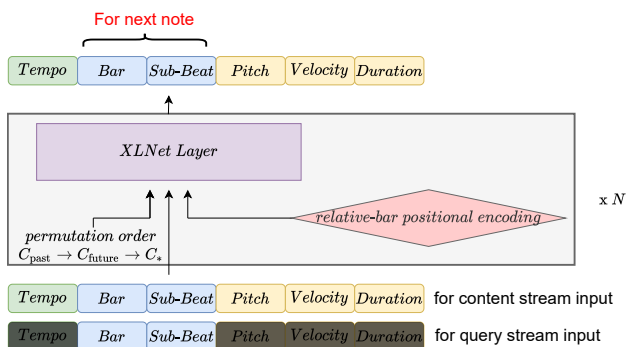 For next note
Tempo Bar Sub-Beat Pitch Velocity Duration
XLNet Layer
relative-bar positional encoding
x N
permutation order
C_past → C_future → C_*
Tempo Bar Sub-Beat Pitch Velocity Duration for content stream input
Tempo Bar Sub-Beat Pitch Velocity Duration for query stream input